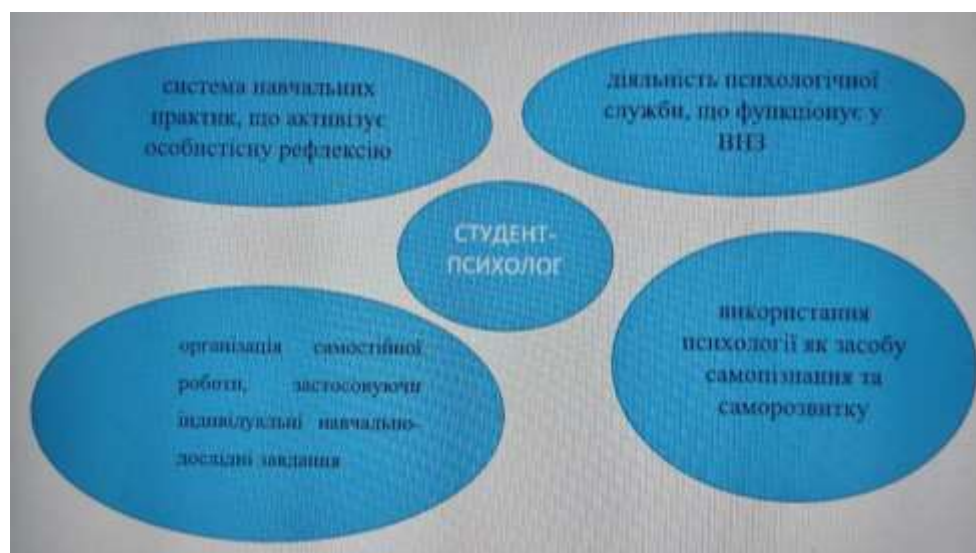 система навчальних
практик, що активізує
особистісну рефлексію
діяльність психологічної
служби, що функціонує у
ВНЗ
СТУДЕНТ-
ПСИХОЛОГ
організація самостійної
роботи, застосовуючи
індивідуальні навчально-
дослідні завдання
використання
психології як засобу
самопізнання та
саморозвитку